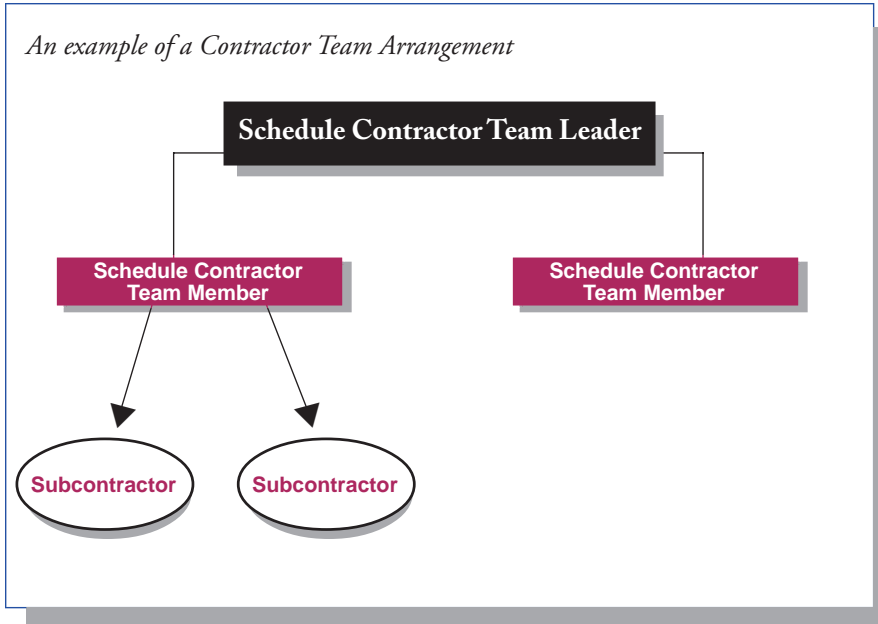 An example of a Contractor Team Arrangement
Schedule Contractor Team Leader
Schedule Contractor
Team Member
Schedule Contractor
Team Member
Subcontractor
Subcontractor